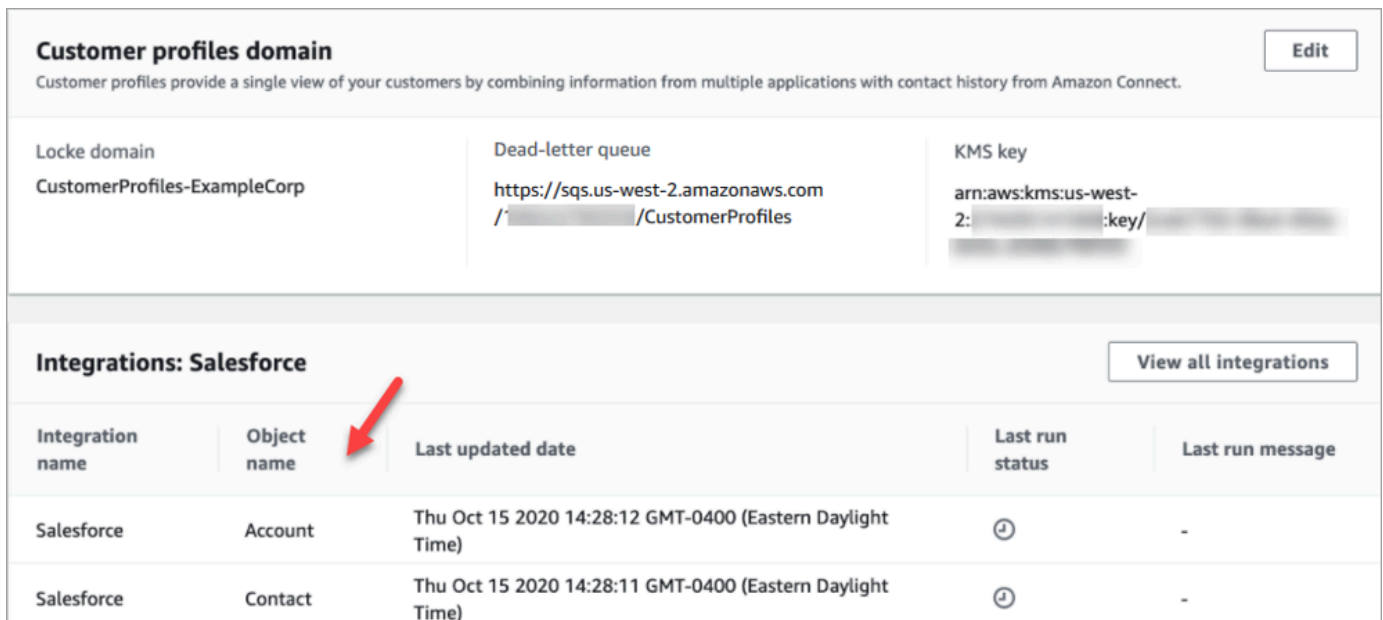 Customer profiles domain
Edit
Customer profiles provide a single view of your customers by combining information from multiple applications with contact history from Amazon Connect.
Locke domain
Dead-letter queue
KMS key
CustomerProfiles-ExampleCorp
https://sqs.us-west-2.amazonaws.com
/ /CustomerProfiles
arn:aws:kms:us-west-
2: :key/
Integrations: Salesforce
View all integrations
Integration
name
Object
name
Last updated date
Last run
status
Last run message
Salesforce
Account
Thu Oct 15 2020 14:28:12 GMT-0400 (Eastern Daylight
Time)
-
Salesforce
Contact
Thu Oct 15 2020 14:28:11 GMT-0400 (Eastern Daylight
Time)
-